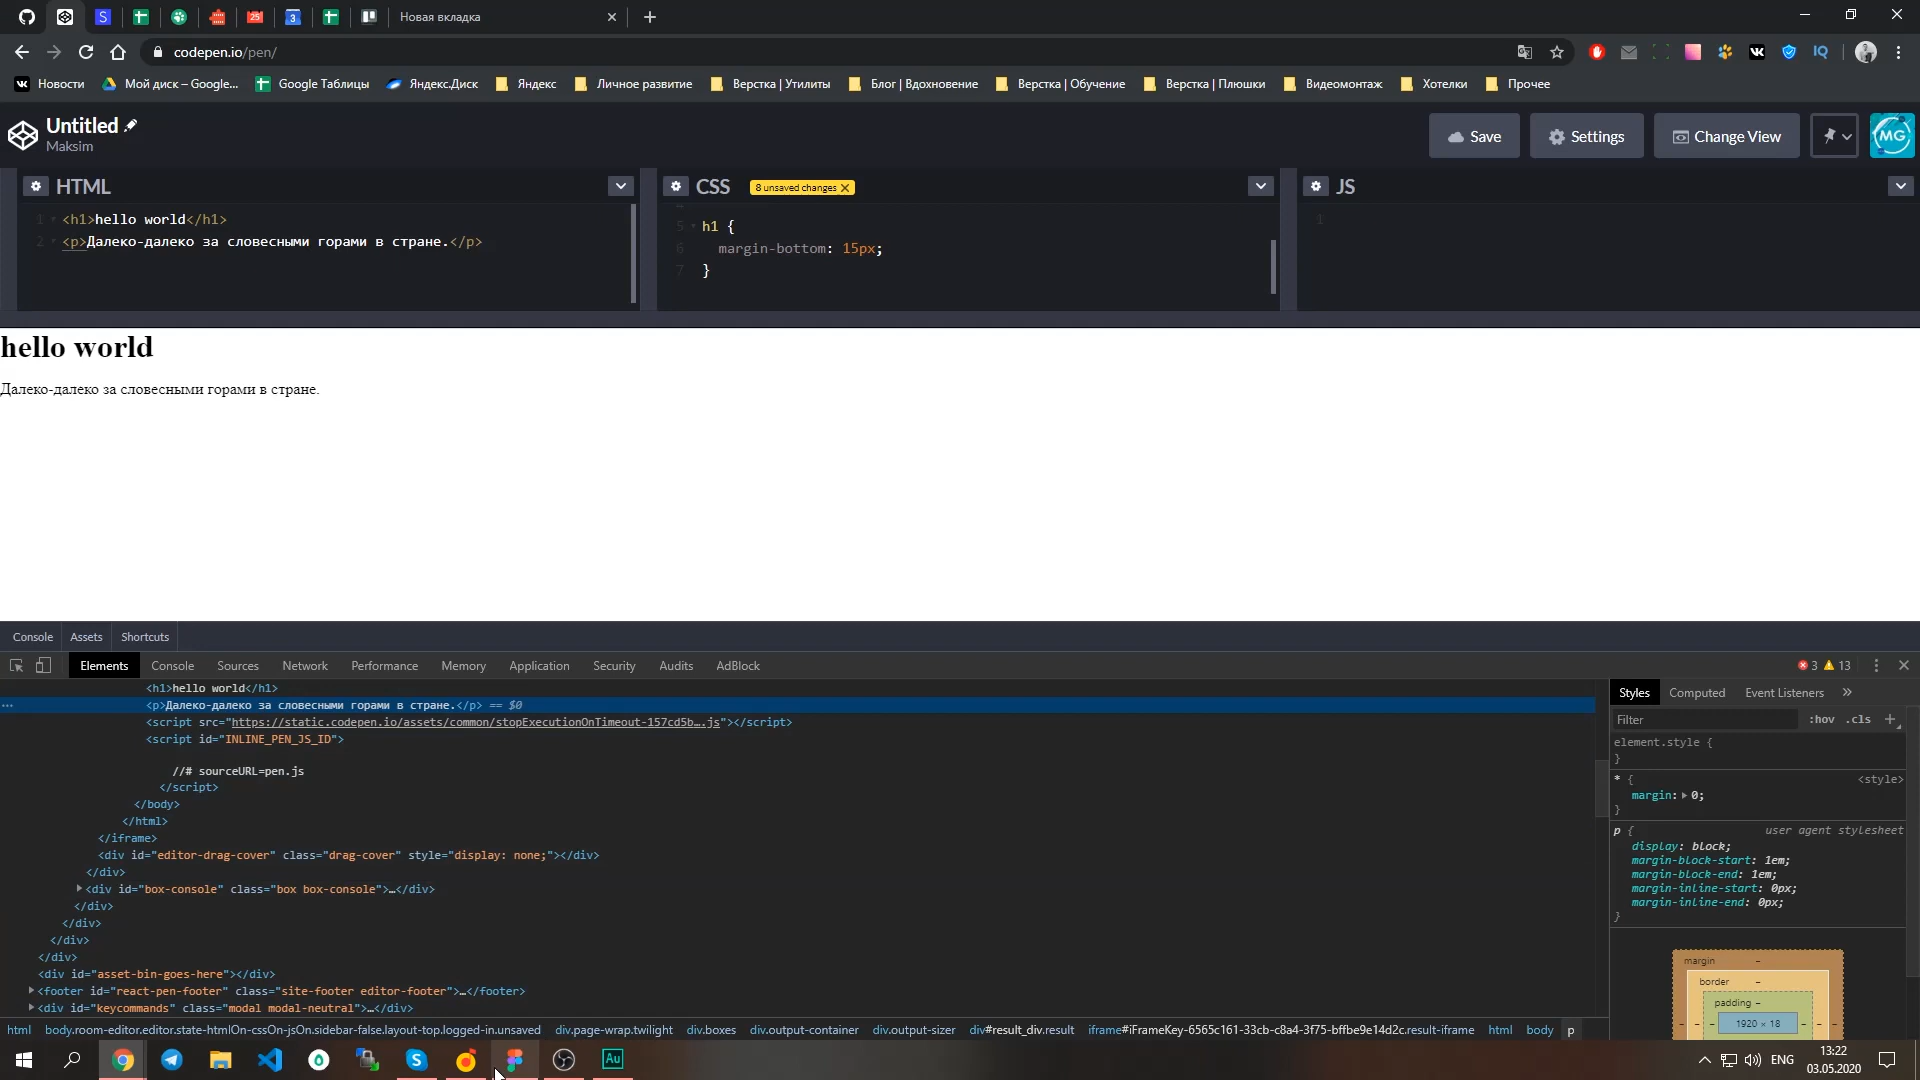 Новая вкладка
codepen.io/pen/
Новости
Мой диск – Google...
Google Таблицы
Яндекс.Диск
Яндекс
Личное развитие
Верстка | Утилиты
Блог | Вдохновение
Верстка | Обучение
Верстка | Плюшки
Видеомонтаж
Хотелки
Прочее
Untitled
Maksim
Save
Settings
Change View
MG
HTML
CSS
8 unsaved changes
JS
1 <h1>hello world</h1>
2 <p>Далеко-далеко за словесными горами в стране.</p>
5 h1 {
6 margin-bottom: 15px;
7 }
1
hello world
Далеко-далеко за словесными горами в стране.
Console Assets Shortcuts
Elements Console Sources Network Performance Memory Application Security Audits AdBlock
3 13
<h1>hello world</h1>
<p>Далеко-далеко за словесными горами в стране.</p> == $0
<script src="https://static.codepen.io/assets/common/stopExecutionOnTimeout-157cd5b….js"></script>
<script id="INLINE_PEN_JS_ID">
//# sourceURL=pen.js
</script>
</body>
</html>
</iframe>
<div id="editor-drag-cover" class="drag-cover" style="display: none;"></div>
</div>
<div id="box-console" class="box box-console">…</div>
</div>
</div>
</div>
</div>
<div id="asset-bin-goes-here"></div>
<footer id="react-pen-footer" class="site-footer editor-footer">…</footer>
<div id="keycommands" class="modal modal-neutral">…</div>
html body.room-editor.editor.state-htmlOn-cssOn-jsOn.sidebar-false.layout-top.logged-in.unsaved div.page-wrap.twilight div.boxes div.output-container div.output-sizer div#result_div.result iframe#iFrameKey-6565c161-33cb-c8a4-3f75-bffbe9e14d2c.result-iframe html body p
Styles Computed Event Listeners »
Filter :hov .cls +
element.style {
}
* { <style>
margin: 0;
}
p { user agent stylesheet
display: block;
margin-block-start: 1em;
margin-block-end: 1em;
margin-inline-start: 0px;
margin-inline-end: 0px;
}
margin –
border –
padding –
1920 × 18
ENG
13:22
03.05.2020